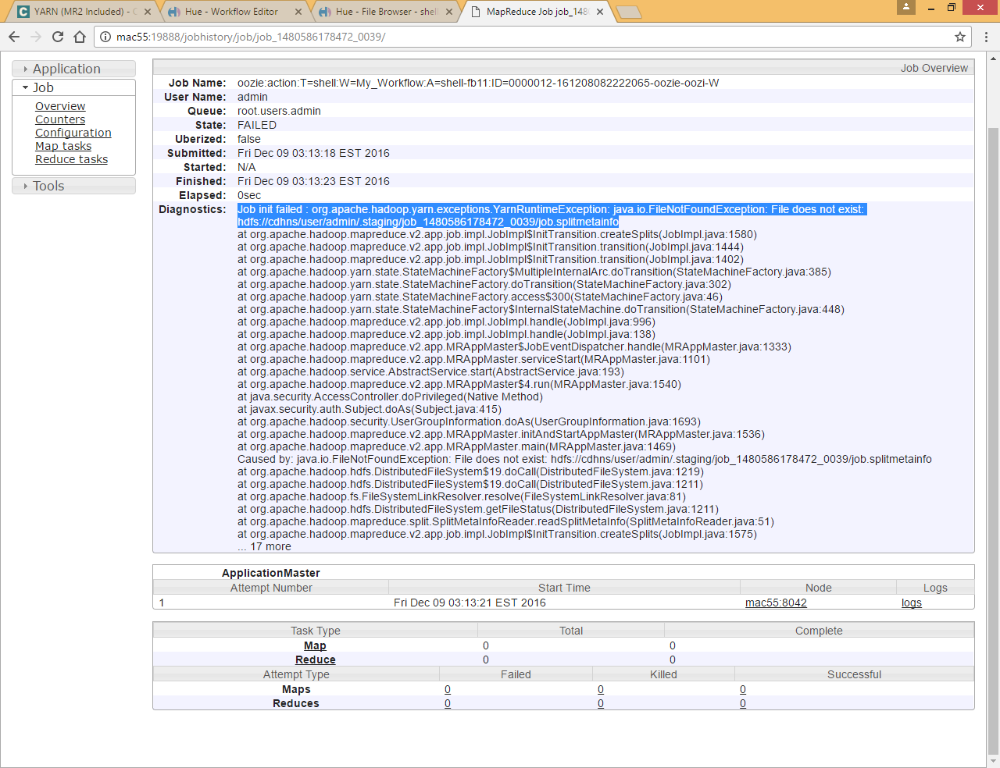 YARN (MR2 Included) - C
Hue - Workflow Editor
Hue - File Browser - shel
MapReduce Job job_148
mac55:19888/jobhistory/job/job_1480586178472_0039/
Application
Job
Overview
Counters
Configuration
Map tasks
Reduce tasks
Tools
Job Overview
Job Name: oozie:action:T=shell:W=My_Workflow:A=shell-fb11:ID=0000012-161208082222065-oozie-oozi-W
User Name: admin
Queue: root.users.admin
State: FAILED
Uberized: false
Submitted: Fri Dec 09 03:13:18 EST 2016
Started: N/A
Finished: Fri Dec 09 03:13:23 EST 2016
Elapsed: 0sec
Diagnostics: Job init failed : org.apache.hadoop.yarn.exceptions.YarnRuntimeException: java.io.FileNotFoundException: File does not exist:
hdfs://cdhns/user/admin/.staging/job_1480586178472_0039/job.splitmetainfo
at org.apache.hadoop.mapreduce.v2.app.job.impl.JobImpl$InitTransition.createSplits(JobImpl.java:1580)
at org.apache.hadoop.mapreduce.v2.app.job.impl.JobImpl$InitTransition.transition(JobImpl.java:1444)
at org.apache.hadoop.mapreduce.v2.app.job.impl.JobImpl$InitTransition.transition(JobImpl.java:1402)
at org.apache.hadoop.yarn.state.StateMachineFactory$MultipleInternalArc.doTransition(StateMachineFactory.java:385)
at org.apache.hadoop.yarn.state.StateMachineFactory.doTransition(StateMachineFactory.java:302)
at org.apache.hadoop.yarn.state.StateMachineFactory.access$300(StateMachineFactory.java:46)
at org.apache.hadoop.yarn.state.StateMachineFactory$InternalStateMachine.doTransition(StateMachineFactory.java:448)
at org.apache.hadoop.mapreduce.v2.app.job.impl.JobImpl.handle(JobImpl.java:996)
at org.apache.hadoop.mapreduce.v2.app.job.impl.JobImpl.handle(JobImpl.java:138)
at org.apache.hadoop.mapreduce.v2.app.MRAppMaster$JobEventDispatcher.handle(MRAppMaster.java:1333)
at org.apache.hadoop.mapreduce.v2.app.MRAppMaster.serviceStart(MRAppMaster.java:1101)
at org.apache.hadoop.service.AbstractService.start(AbstractService.java:193)
at org.apache.hadoop.mapreduce.v2.app.MRAppMaster$4.run(MRAppMaster.java:1540)
at java.security.AccessController.doPrivileged(Native Method)
at javax.security.auth.Subject.doAs(Subject.java:415)
at org.apache.hadoop.security.UserGroupInformation.doAs(UserGroupInformation.java:1693)
at org.apache.hadoop.mapreduce.v2.app.MRAppMaster.initAndStartAppMaster(MRAppMaster.java:1536)
at org.apache.hadoop.mapreduce.v2.app.MRAppMaster.main(MRAppMaster.java:1469)
Caused by: java.io.FileNotFoundException: File does not exist: hdfs://cdhns/user/admin/.staging/job_1480586178472_0039/job.splitmetainfo
at org.apache.hadoop.hdfs.DistributedFileSystem$19.doCall(DistributedFileSystem.java:1219)
at org.apache.hadoop.hdfs.DistributedFileSystem$19.doCall(DistributedFileSystem.java:1211)
at org.apache.hadoop.fs.FileSystemLinkResolver.resolve(FileSystemLinkResolver.java:81)
at org.apache.hadoop.hdfs.DistributedFileSystem.getFileStatus(DistributedFileSystem.java:1211)
at org.apache.hadoop.mapreduce.split.SplitMetaInfoReader.readSplitMetaInfo(SplitMetaInfoReader.java:51)
at org.apache.hadoop.mapreduce.v2.app.job.impl.JobImpl$InitTransition.createSplits(JobImpl.java:1575)
... 17 more
ApplicationMaster
Attempt Number Start Time Node Logs
1 Fri Dec 09 03:13:21 EST 2016 mac55:8042 logs
Task Type Total Complete
Map 0 0
Reduce 0 0
Attempt Type Failed Killed Successful
Maps 0 0 0
Reduces 0 0 0